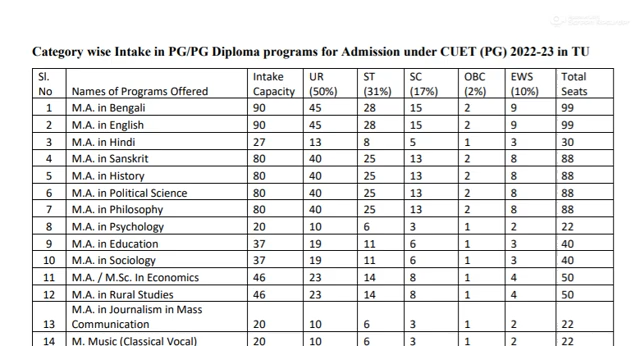 Category wise Intake in PG/PG Diploma programs for Admission under CUET (PG) 2022-23 in TU
Sl. No Names of Programs Offered Intake Capacity UR (50%) ST (31%) SC (17%) OBC (2%) EWS (10%) Total Seats
1 M.A. in Bengali 90 45 28 15 2 9 99
2 M.A. in English 90 45 28 15 2 9 99
3 M.A. in Hindi 27 13 8 5 1 3 30
4 M.A. in Sanskrit 80 40 25 13 2 8 88
5 M.A. in History 80 40 25 13 2 8 88
6 M.A. in Political Science 80 40 25 13 2 8 88
7 M.A. in Philosophy 80 40 25 13 2 8 88
8 M.A. in Psychology 20 10 6 3 1 2 22
9 M.A. in Education 37 19 11 6 1 3 40
10 M.A. in Sociology 37 19 11 6 1 3 40
11 M.A. / M.Sc. In Economics 46 23 14 8 1 4 50
12 M.A. in Rural Studies 46 23 14 8 1 4 50
13 M.A. in Journalism in Mass Communication 20 10 6 3 1 2 22
14 M. Music (Classical Vocal) 20 10 6 3 1 2 22